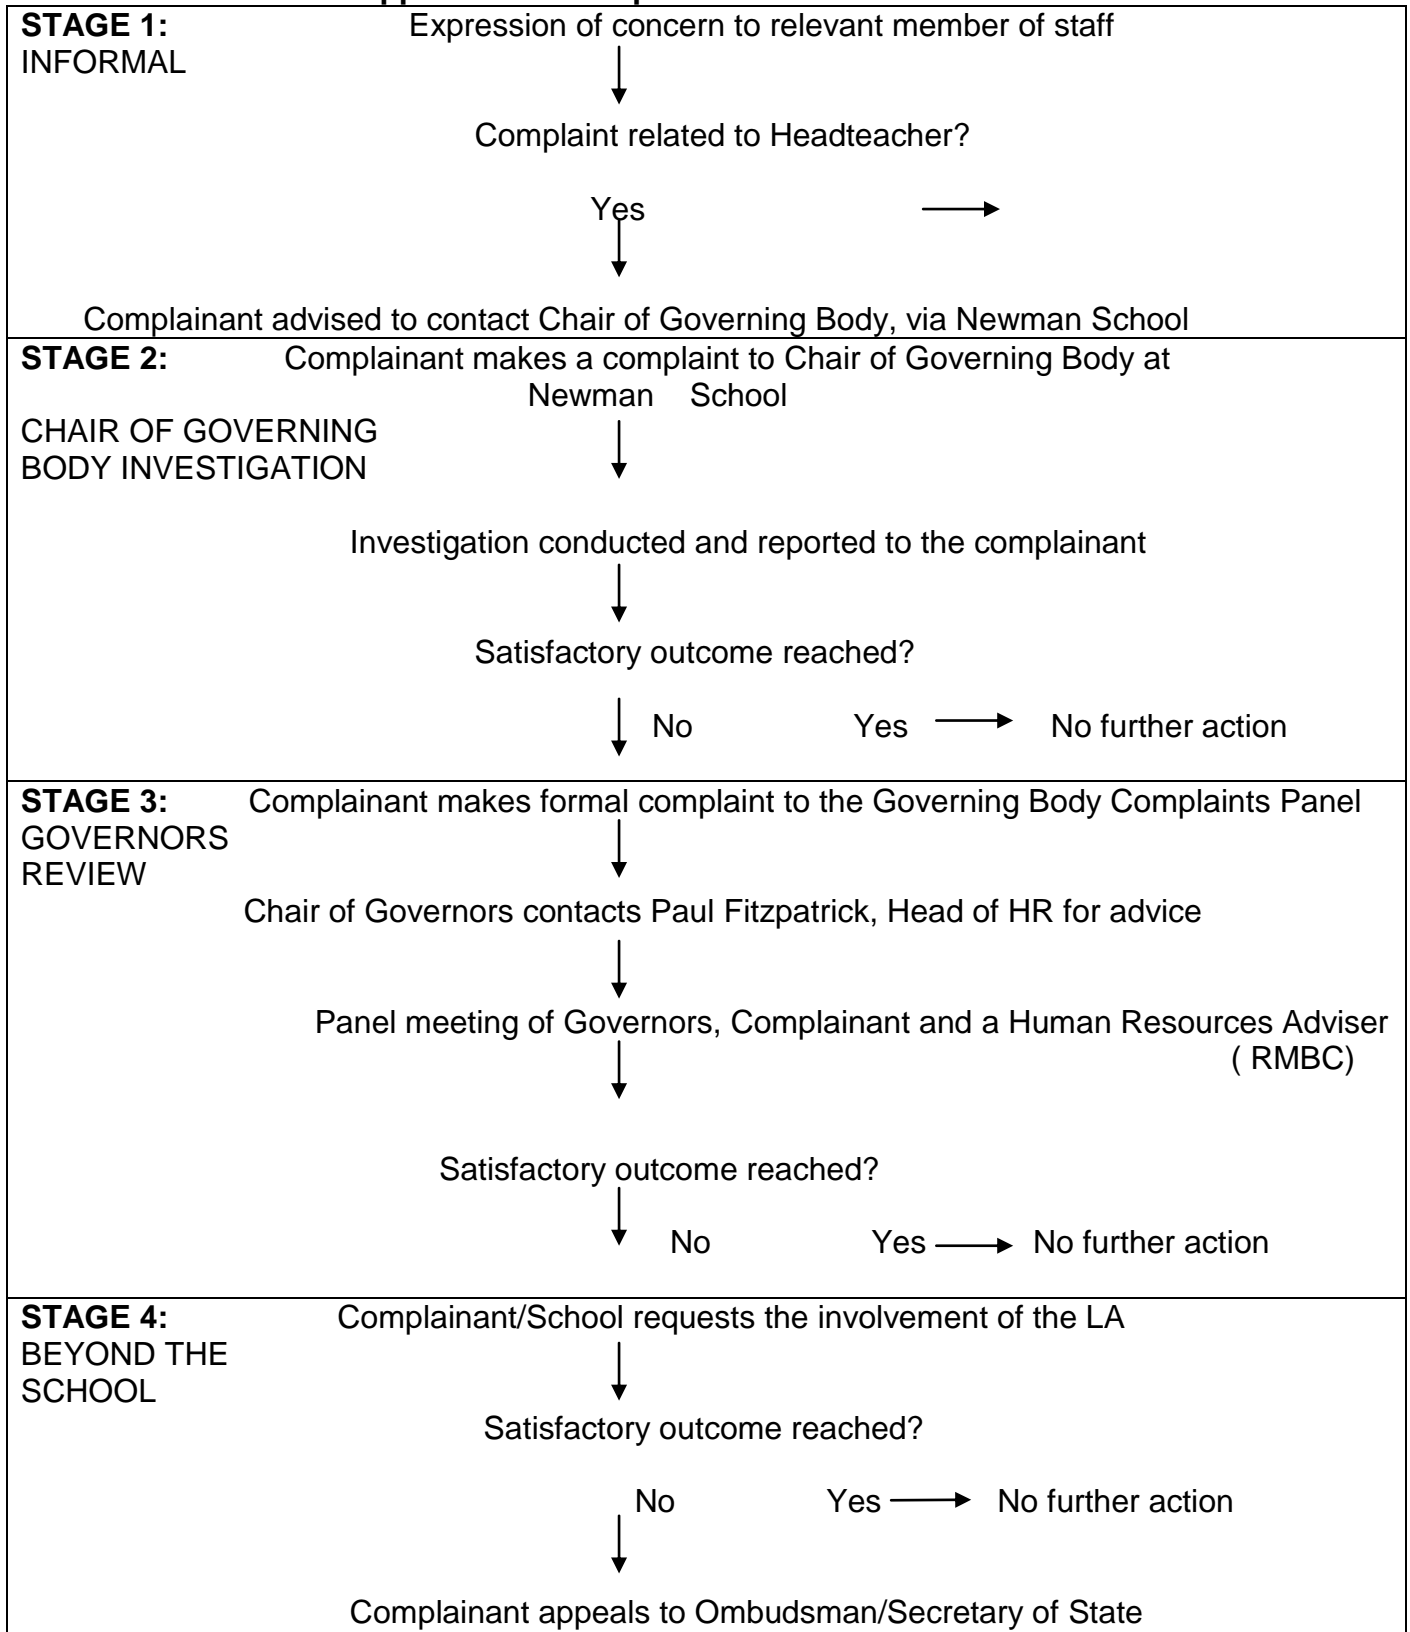 STAGE 1: Expression of concern to relevant member of staff
INFORMAL
Complaint related to Headteacher?
Yes
Complainant advised to contact Chair of Governing Body, via Newman School
STAGE 2: Complainant makes a complaint to Chair of Governing Body at
Newman School
CHAIR OF GOVERNING
BODY INVESTIGATION
Investigation conducted and reported to the complainant
Satisfactory outcome reached?
No Yes No further action
STAGE 3: Complainant makes formal complaint to the Governing Body Complaints Panel
GOVERNORS
REVIEW
Chair of Governors contacts Paul Fitzpatrick, Head of HR for advice
Panel meeting of Governors, Complainant and a Human Resources Adviser
( RMBC)
Satisfactory outcome reached?
No Yes No further action
STAGE 4: Complainant/School requests the involvement of the LA
BEYOND THE
SCHOOL
Satisfactory outcome reached?
No Yes No further action
Complainant appeals to Ombudsman/Secretary of State